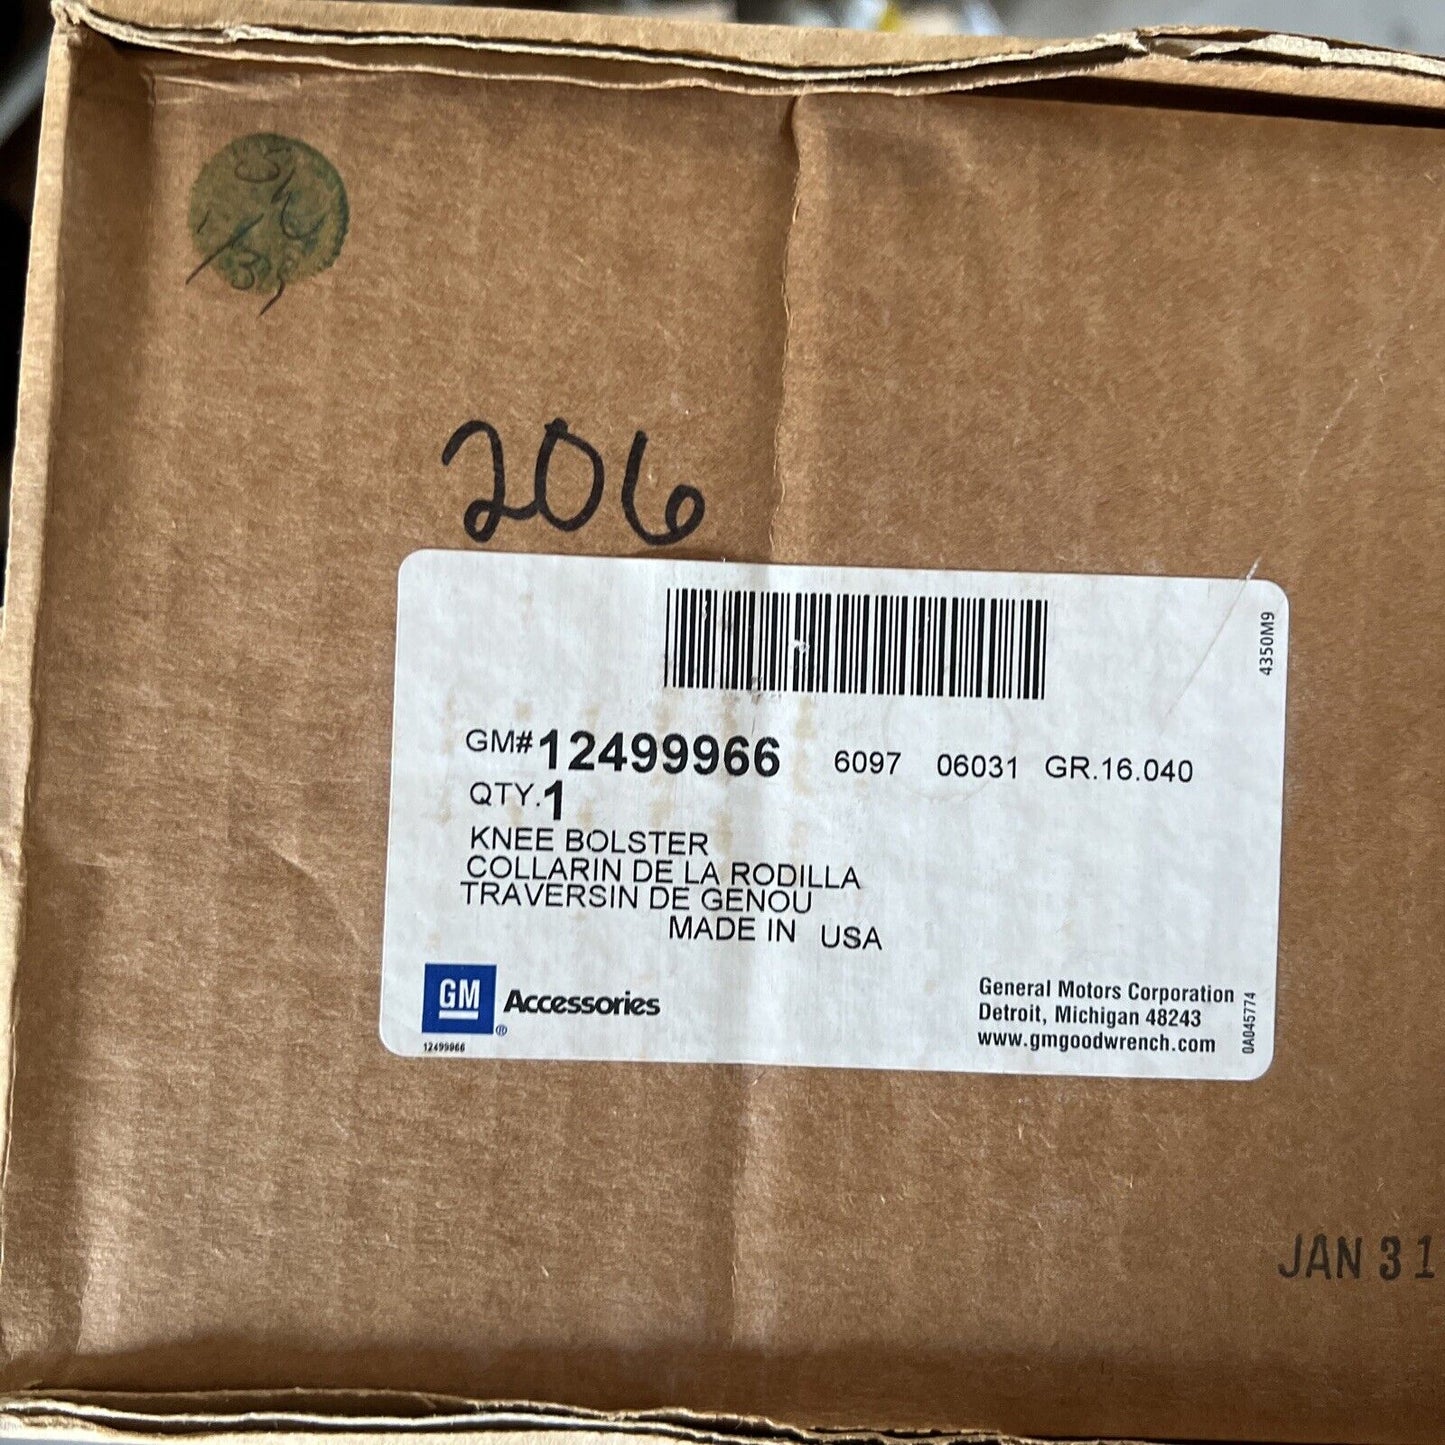 206
4350M9
GM#12499966 6097 06031 GR.16.040
QTY.1
KNEE BOLSTER
COLLARIN DE LA RODILLA
TRAVERSIN DE GENOU
MADE IN USA
GM Accessories
®
12499966
General Motors Corporation
Detroit, Michigan 48243
www.gmgoodwrench.com
0A045774
JAN 31